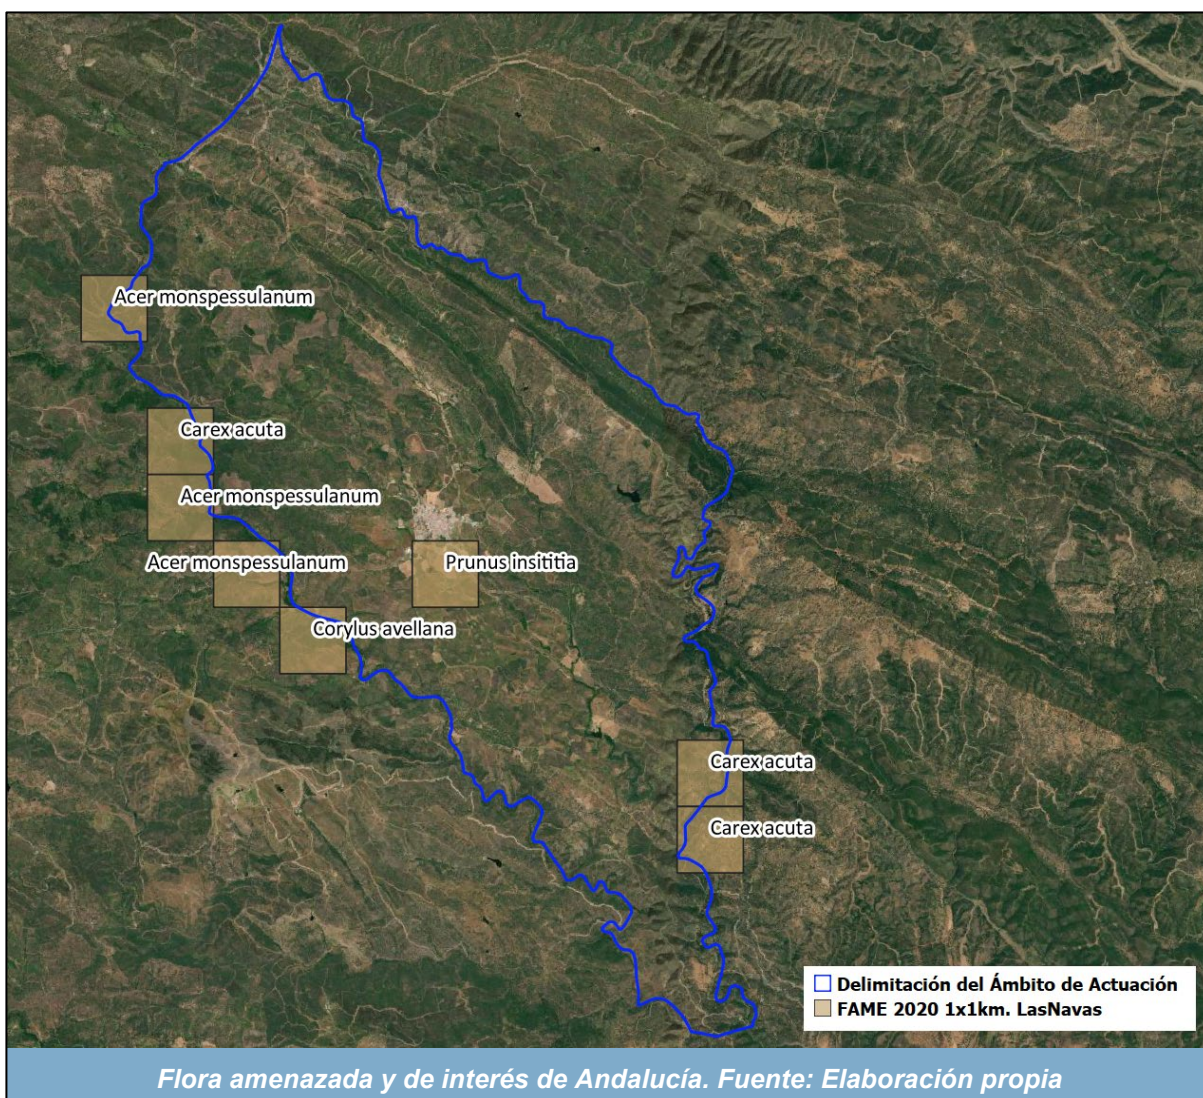 Acer monspessulanum
Carex acuta
Acer monspessulanum
Acer monspessulanum
Prunus insititia
Corylus avellana
Carex acuta
Carex acuta
Delimitación del Ámbito de Actuación
FAME 2020 1x1km. LasNavas
Flora amenazada y de interés de Andalucía. Fuente: Elaboración propia